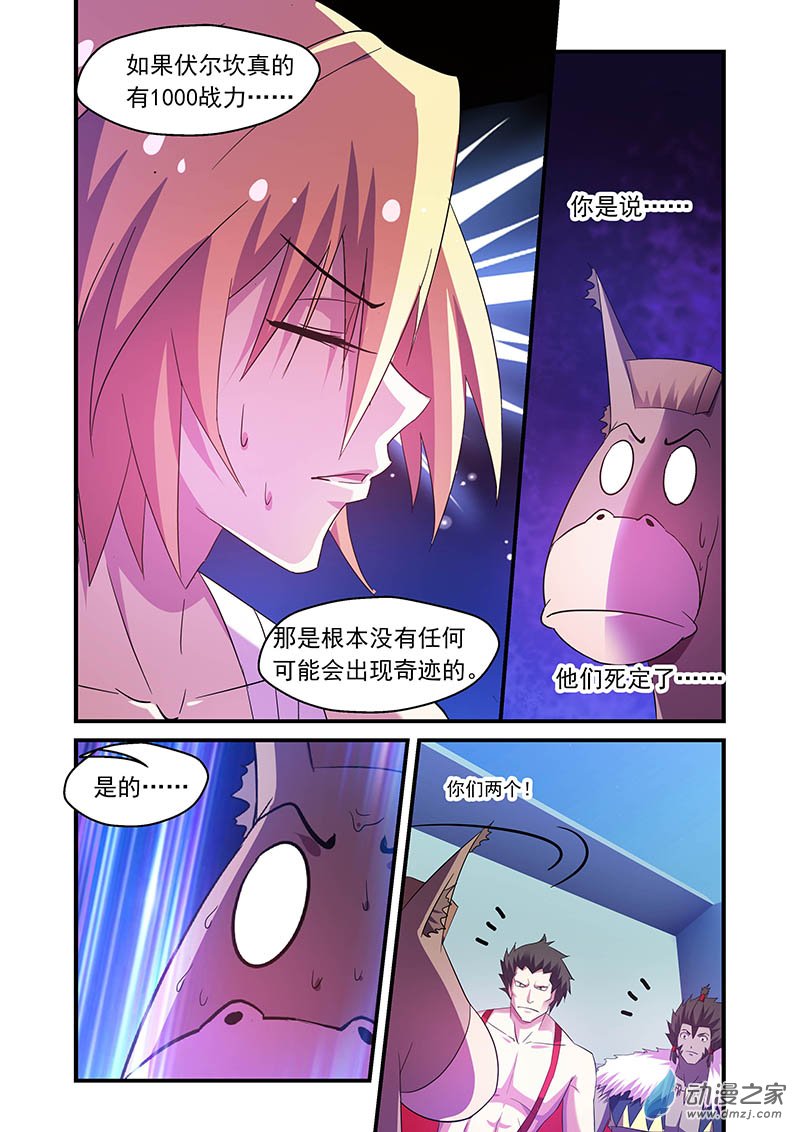 如果伏尔坎真的
有1000战力……
那是根本没有任何
可能会出现奇迹的。
你是说……
他们死定了……
是的……
你们两个！
动漫之家
www.dmzj.com